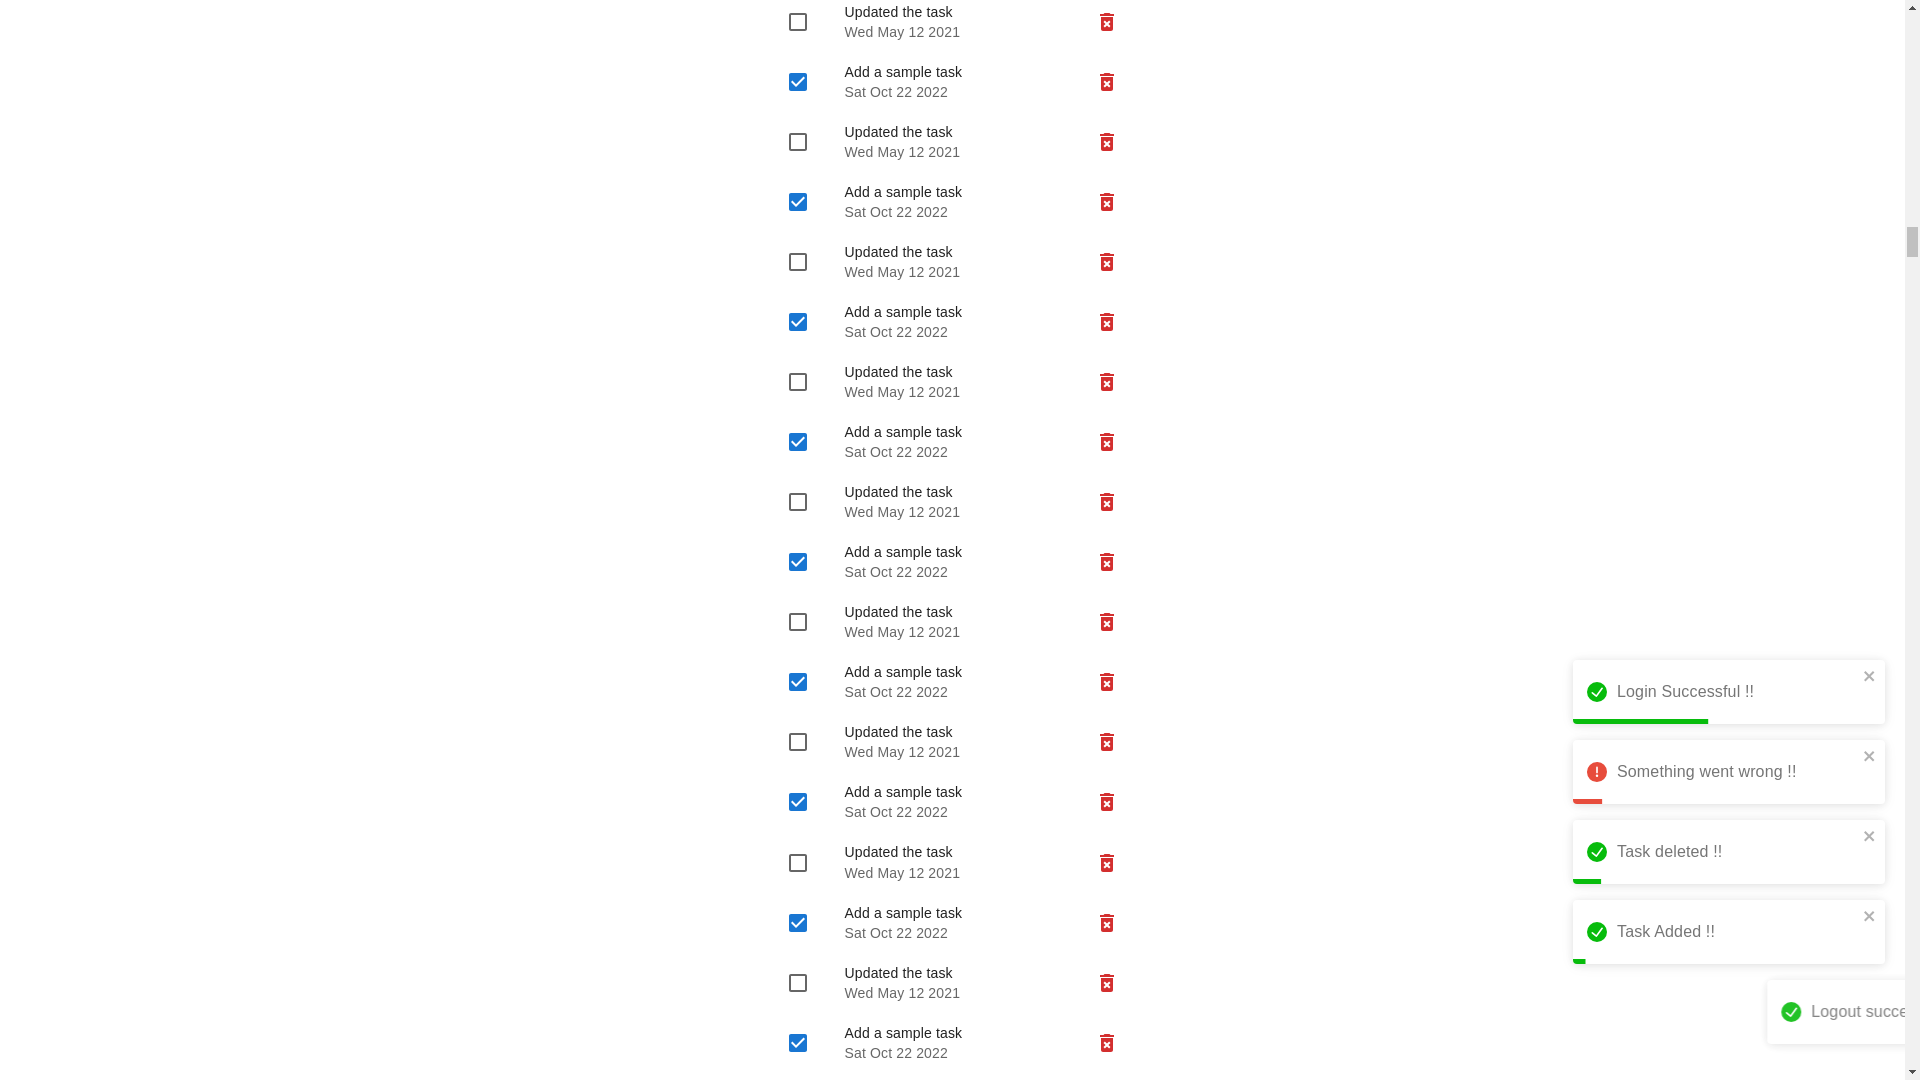 Updated the task
Wed May 12 2021
Add a sample task
Sat Oct 22 2022
Updated the task
Wed May 12 2021
Add a sample task
Sat Oct 22 2022
Updated the task
Wed May 12 2021
Add a sample task
Sat Oct 22 2022
Updated the task
Wed May 12 2021
Add a sample task
Sat Oct 22 2022
Updated the task
Wed May 12 2021
Add a sample task
Sat Oct 22 2022
Updated the task
Wed May 12 2021
Add a sample task
Sat Oct 22 2022
Updated the task
Wed May 12 2021
Add a sample task
Sat Oct 22 2022
Updated the task
Wed May 12 2021
Add a sample task
Sat Oct 22 2022
Updated the task
Wed May 12 2021
Add a sample task
Sat Oct 22 2022
Login Successful !!
Something went wrong !!
Task deleted !!
Task Added !!
Logout succe